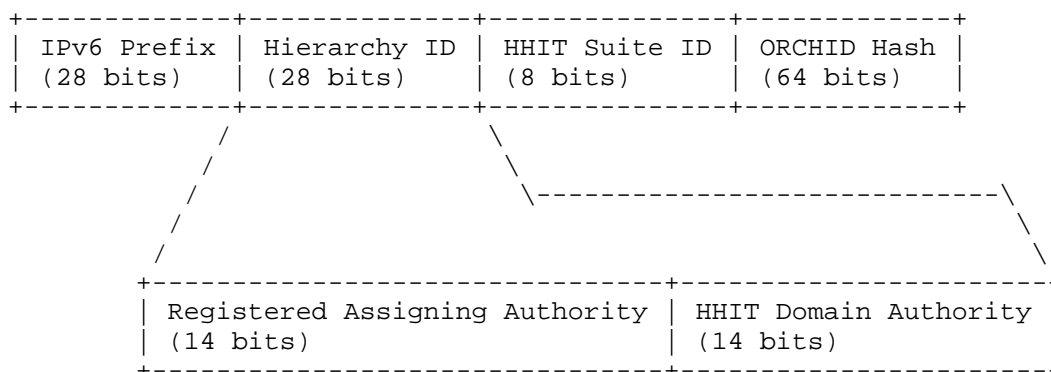 IPv6 Prefix | Hierarchy ID | HHIT Suite ID | ORCHID Hash
(28 bits) | (28 bits) | (8 bits) | (64 bits)
Registered Assigning Authority | HHIT Domain Authority
(14 bits) | (14 bits)